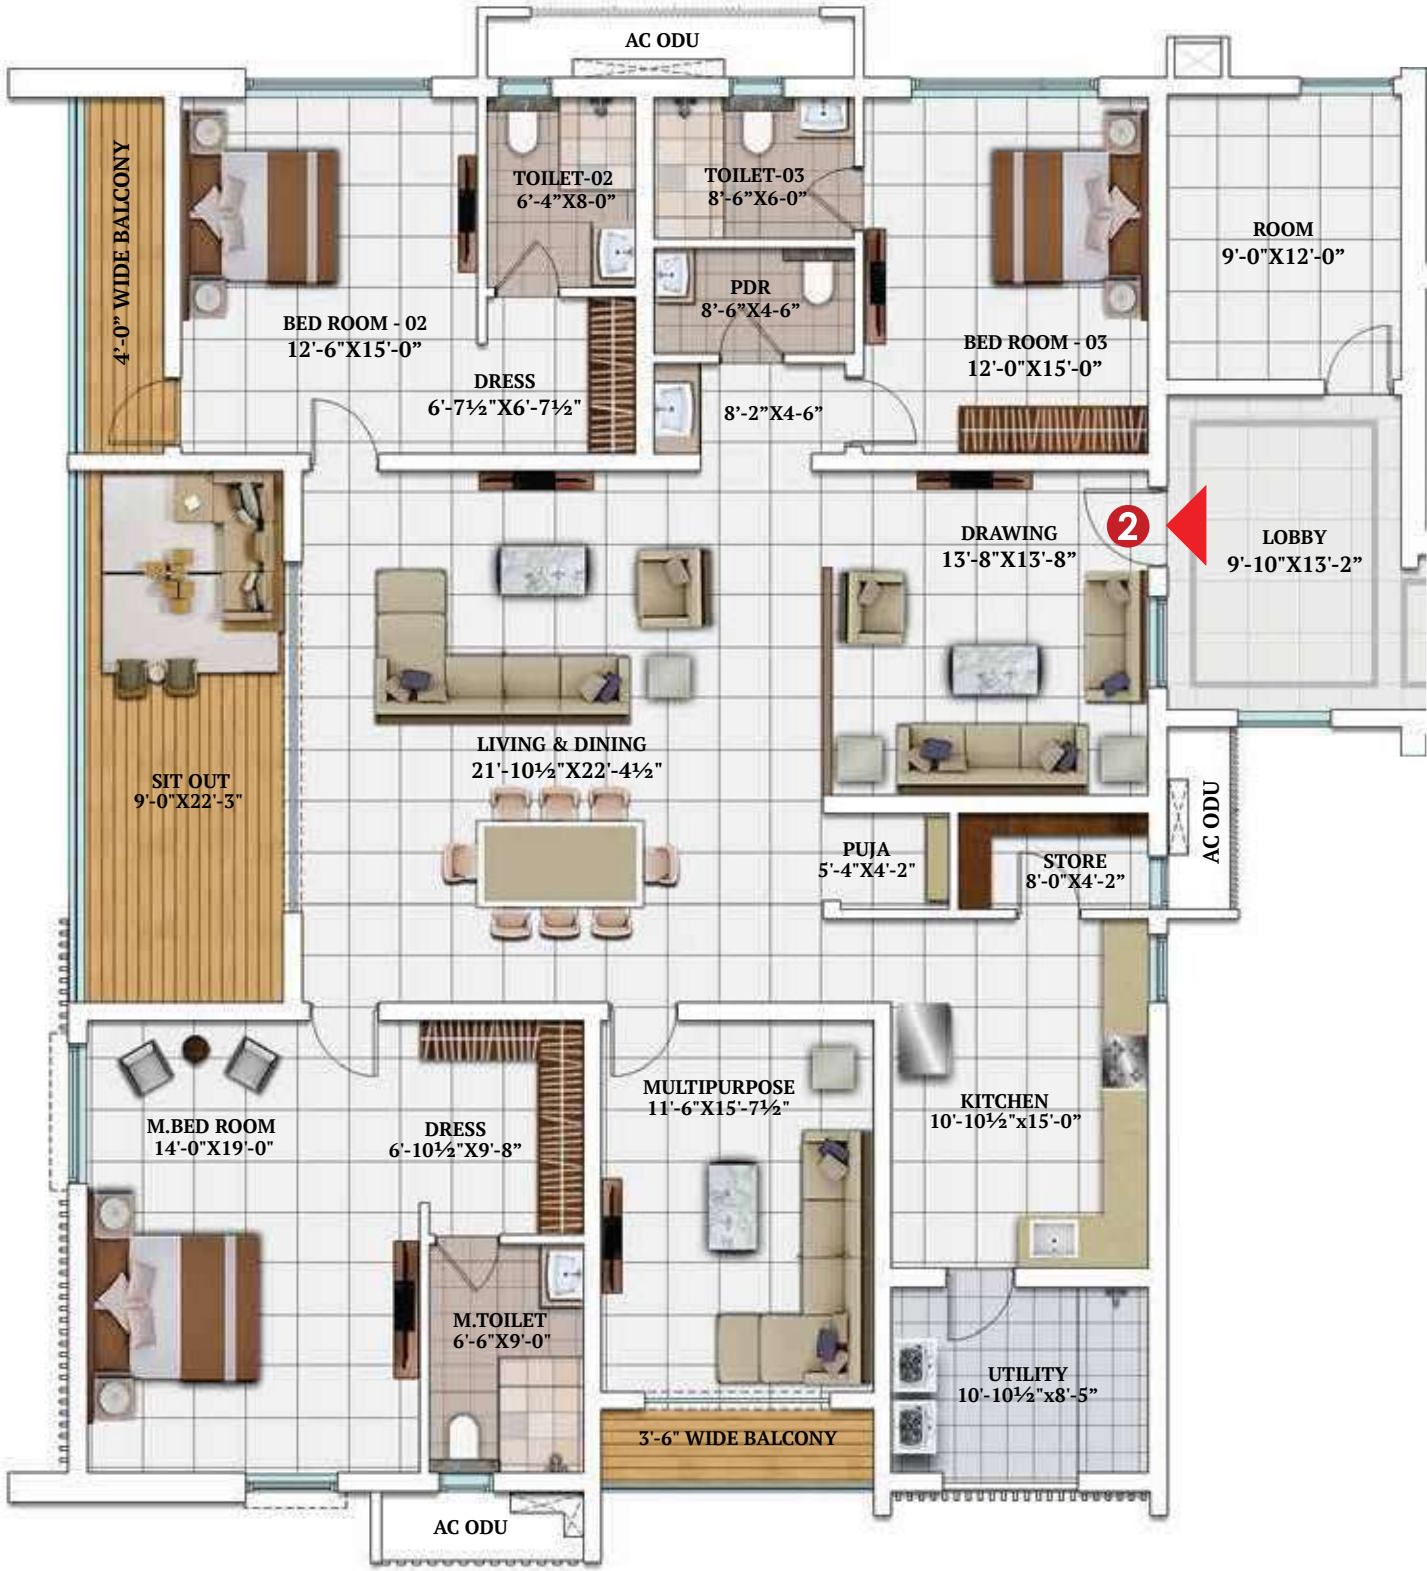 AC ODU
4'-0” WIDE BALCONY
TOILET-02
6’-4”X8-0”
TOILET-03
8’-6”X6-0”
ROOM
9'-0"X12'-0”
PDR
8’-6”X4-6”
BED ROOM - 02
12'-6"X15'-0”
BED ROOM - 03
12'-0"X15'-0”
DRESS
6'-7½"X6'-7½"
8’-2”X4-6”
2
DRAWING
13'-8"X13'-8”
LOBBY
9'-10"X13'-2”
LIVING & DINING
21'-10½"X22'-4½"
SIT OUT
9'-0"X22'-3"
AC ODU
PUJA
5'-4"X4'-2"
STORE
8'-0"X4'-2”
MULTIPURPOSE
11'-6"X15'-7½"
KITCHEN
10'-10½"x15'-0”
M.BED ROOM
14'-0"X19'-0"
DRESS
6'-10½"X9'-8”
M.TOILET
6'-6"X9'-0"
UTILITY
10'-10½"x8'-5”
3'-6" WIDE BALCONY
AC ODU